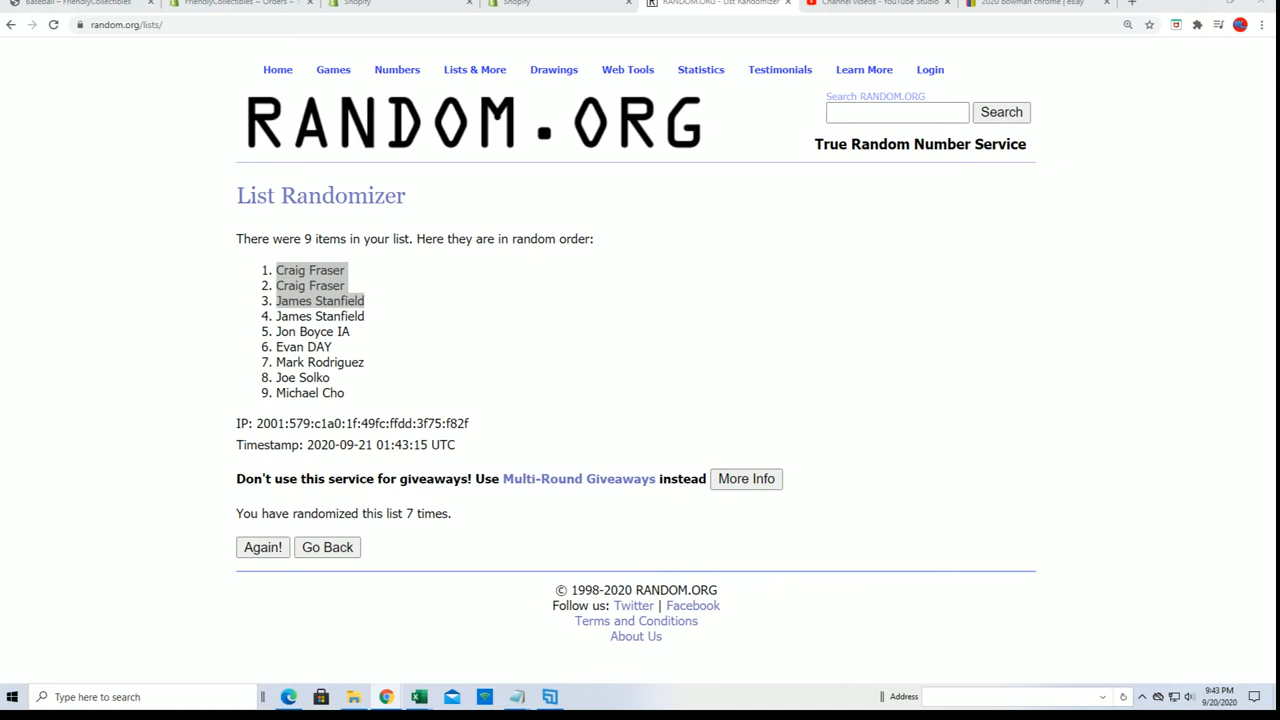 Baseball – FriendlyCollectibles
FriendlyCollectibles – Orders –
Shopify
Shopify
RANDOM.ORG - List Randomizer
Channel videos - YouTube Studio
2020 bowman chrome | eBay
random.org/lists/
Home Games Numbers Lists & More Drawings Web Tools Statistics Testimonials Learn More Login
RANDOM.ORG
Search RANDOM.ORG
Search
True Random Number Service
List Randomizer
There were 9 items in your list. Here they are in random order:
1. Craig Fraser
2. Craig Fraser
3. James Stanfield
4. James Stanfield
5. Jon Boyce IA
6. Evan DAY
7. Mark Rodriguez
8. Joe Solko
9. Michael Cho
IP: 2001:579:c1a0:1f:49fc:ffdd:3f75:f82f
Timestamp: 2020-09-21 01:43:15 UTC
Don't use this service for giveaways! Use Multi-Round Giveaways instead More Info
You have randomized this list 7 times.
Again! Go Back
© 1998-2020 RANDOM.ORG
Follow us: Twitter | Facebook
Terms and Conditions
About Us
Type here to search
Address
9:43 PM
9/20/2020